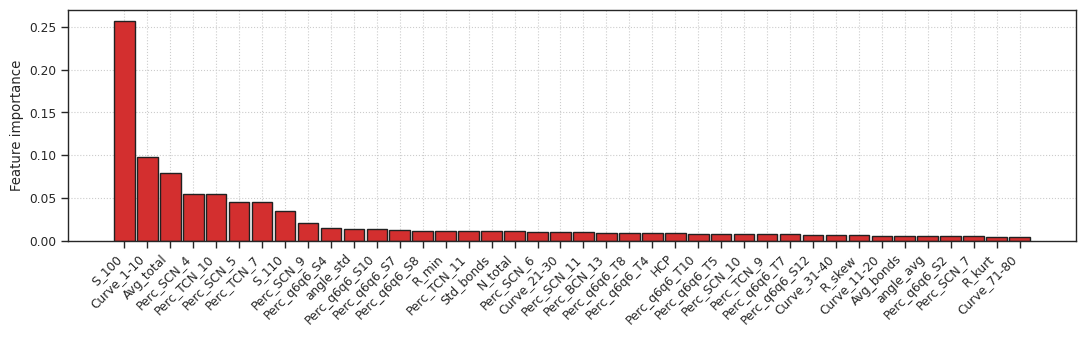 Feature importance
0.25
0.20
0.15
0.10
0.05
0.00
S_100
Curve_1-10
Avg_total
Perc_SCN_4
Perc_TCN_10
Perc_SCN_5
Perc_TCN_7
S_110
Perc_SCN_9
Perc_q6q6_S4
angle_std
Perc_q6q6_S10
Perc_q6q6_S7
Perc_q6q6_S8
R_min
Perc_TCN_11
Std_bonds
N_total
Perc_SCN_6
Curve_21-30
Perc_SCN_11
Perc_BCN_13
Perc_q6q6_T8
Perc_q6q6_T4
HCP
Perc_q6q6_T10
Perc_q6q6_T5
Perc_SCN_10
Perc_TCN_9
Perc_q6q6_T7
Perc_q6q6_S12
Curve_31-40
R_skew
Curve_11-20
Avg_bonds
angle_avg
Perc_q6q6_S2
Perc_SCN_7
R_kurt
Curve_71-80